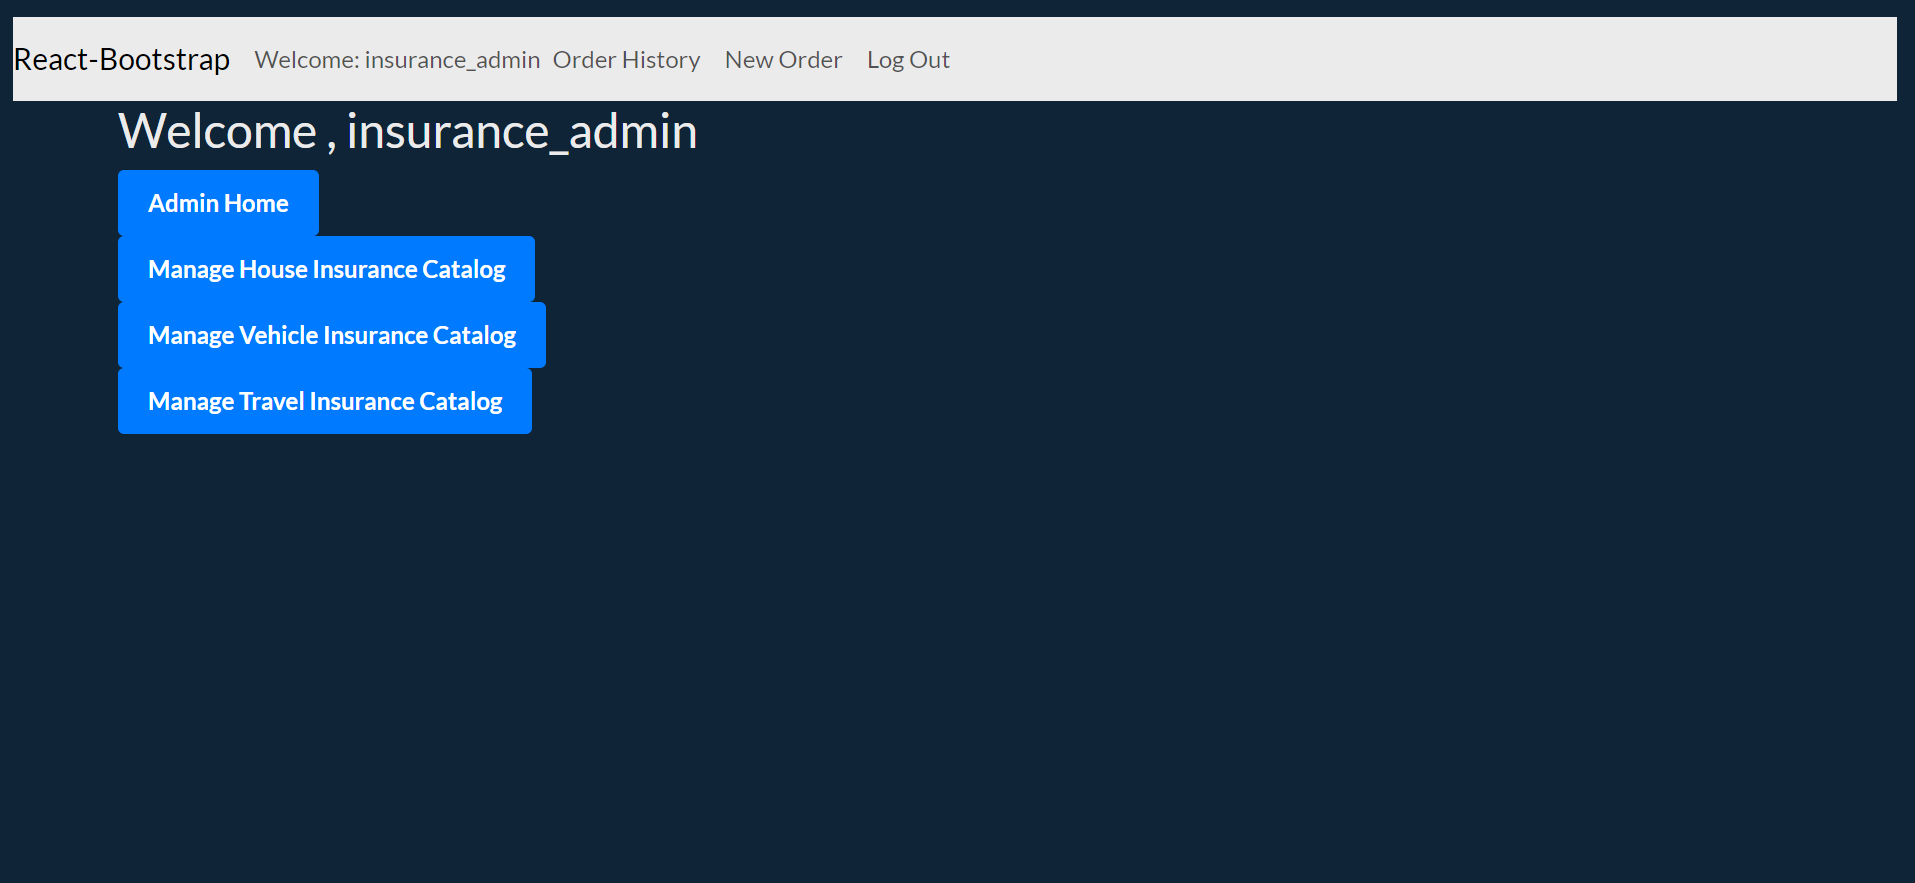 React-Bootstrap Welcome: insurance_admin Order History New Order Log Out
Welcome , insurance_admin
Admin Home
Manage House Insurance Catalog
Manage Vehicle Insurance Catalog
Manage Travel Insurance Catalog